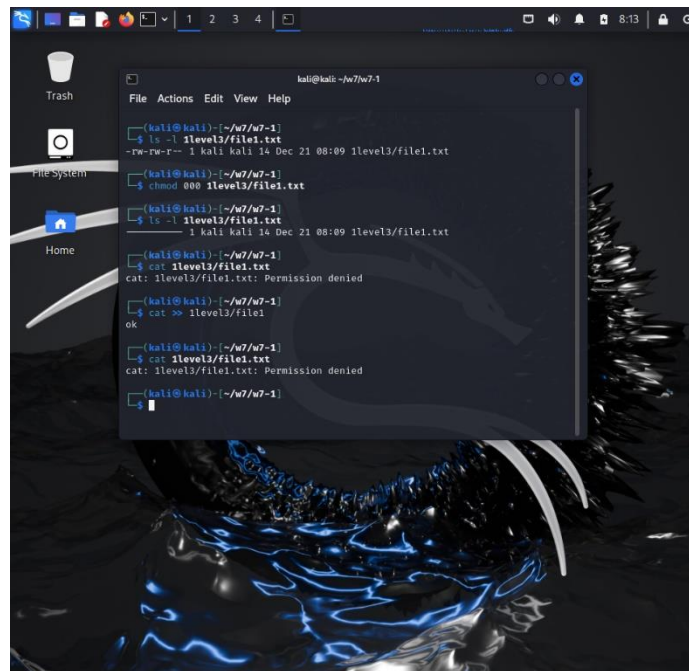 1 2 3 4
8:13
Trash
File System
Home
kali@kali: ~/w7/w7-1
File Actions Edit View Help
(kali㉿kali)-[~/w7/w7-1]
$ ls -l 1level3/file1.txt
-rw-rw-r-- 1 kali kali 14 Dec 21 08:09 1level3/file1.txt
(kali㉿kali)-[~/w7/w7-1]
$ chmod 000 1level3/file1.txt
(kali㉿kali)-[~/w7/w7-1]
$ ls -l 1level3/file1.txt
---------- 1 kali kali 14 Dec 21 08:09 1level3/file1.txt
(kali㉿kali)-[~/w7/w7-1]
$ cat 1level3/file1.txt
cat: 1level3/file1.txt: Permission denied
(kali㉿kali)-[~/w7/w7-1]
$ cat >> 1level3/file1
ok
(kali㉿kali)-[~/w7/w7-1]
$ cat 1level3/file1.txt
cat: 1level3/file1.txt: Permission denied
(kali㉿kali)-[~/w7/w7-1]
$